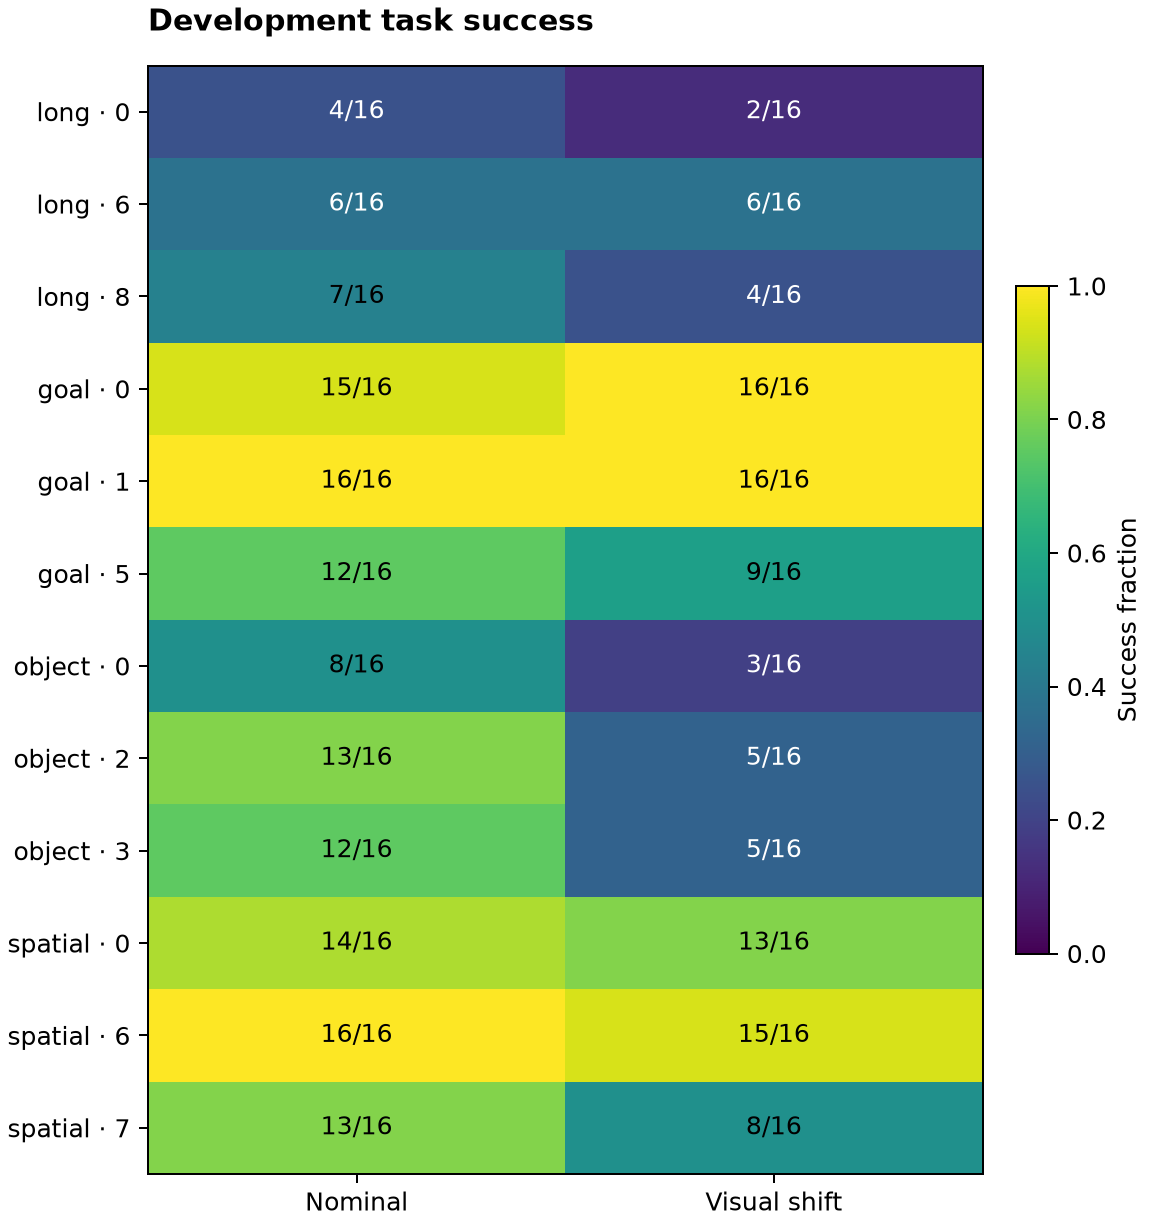 Development task success
long · 0 4/16 2/16
long · 6 6/16 6/16
long · 8 7/16 4/16
goal · 0 15/16 16/16
goal · 1 16/16 16/16
goal · 5 12/16 9/16
object · 0 8/16 3/16
object · 2 13/16 5/16
object · 3 12/16 5/16
spatial · 0 14/16 13/16
spatial · 6 16/16 15/16
spatial · 7 13/16 8/16
Nominal Visual shift
1.0
0.8
0.6
0.4
0.2
0.0
Success fraction